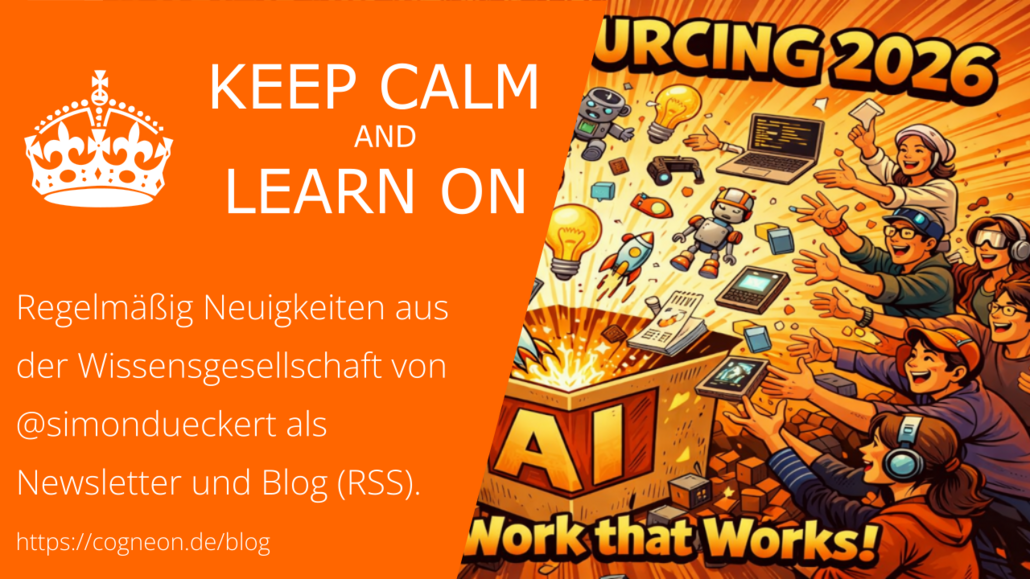 KEEP CALM
AND
LEARN ON
Regelmäßig Neuigkeiten aus
der Wissensgesellschaft von
@simondueckert als
Newsletter und Blog (RSS).
https://cogneon.de/blog
URCING 2026
AI
Work that Works!